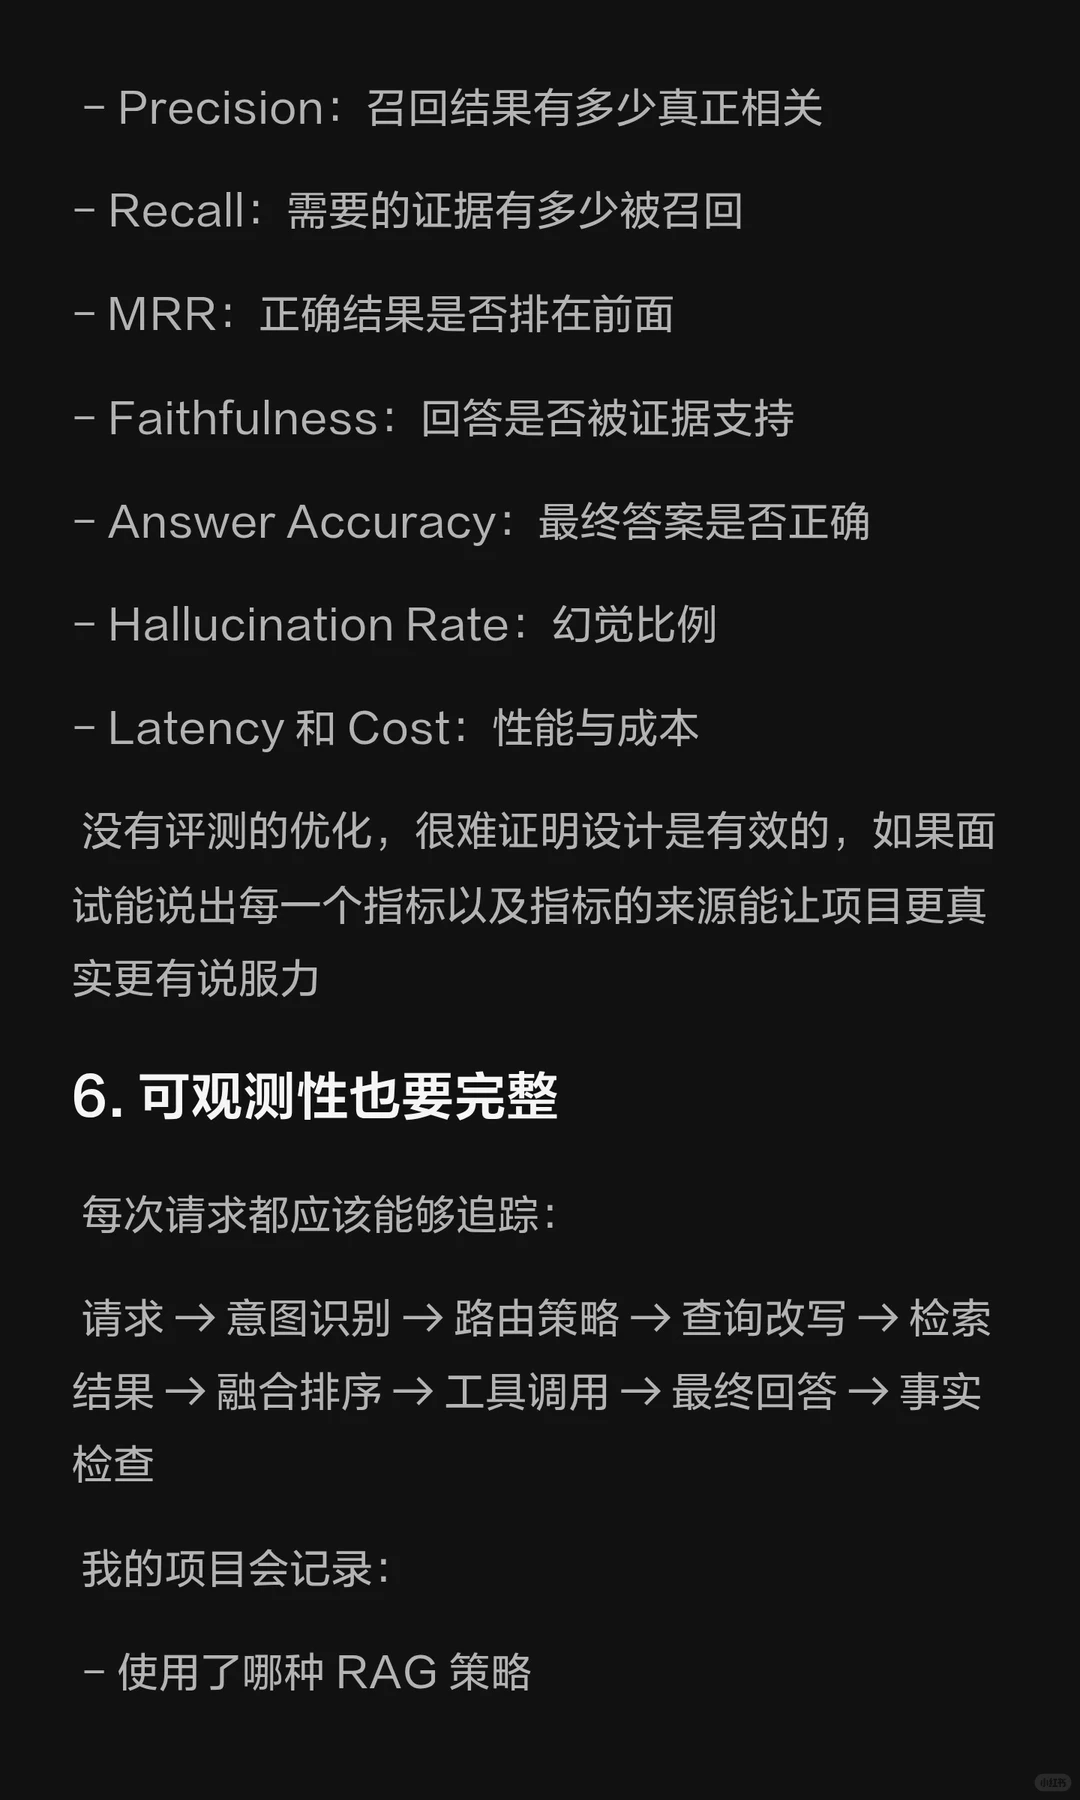 – Precision：召回结果有多少真正相关
– Recall：需要的证据有多少被召回
– MRR：正确结果是否排在前面
– Faithfulness：回答是否被证据支持
– Answer Accuracy：最终答案是否正确
– Hallucination Rate：幻觉比例
– Latency 和 Cost：性能与成本
没有评测的优化，很难证明设计是有效的，如果面
试能说出每一个指标以及指标的来源能让项目更真
实更有说服力
6. 可观测性也要完整
每次请求都应该能够追踪：
请求 → 意图识别 → 路由策略 → 查询改写 → 检索
结果 → 融合排序 → 工具调用 → 最终回答 → 事实
检查
我的项目会记录：
– 使用了哪种 RAG 策略
小红书